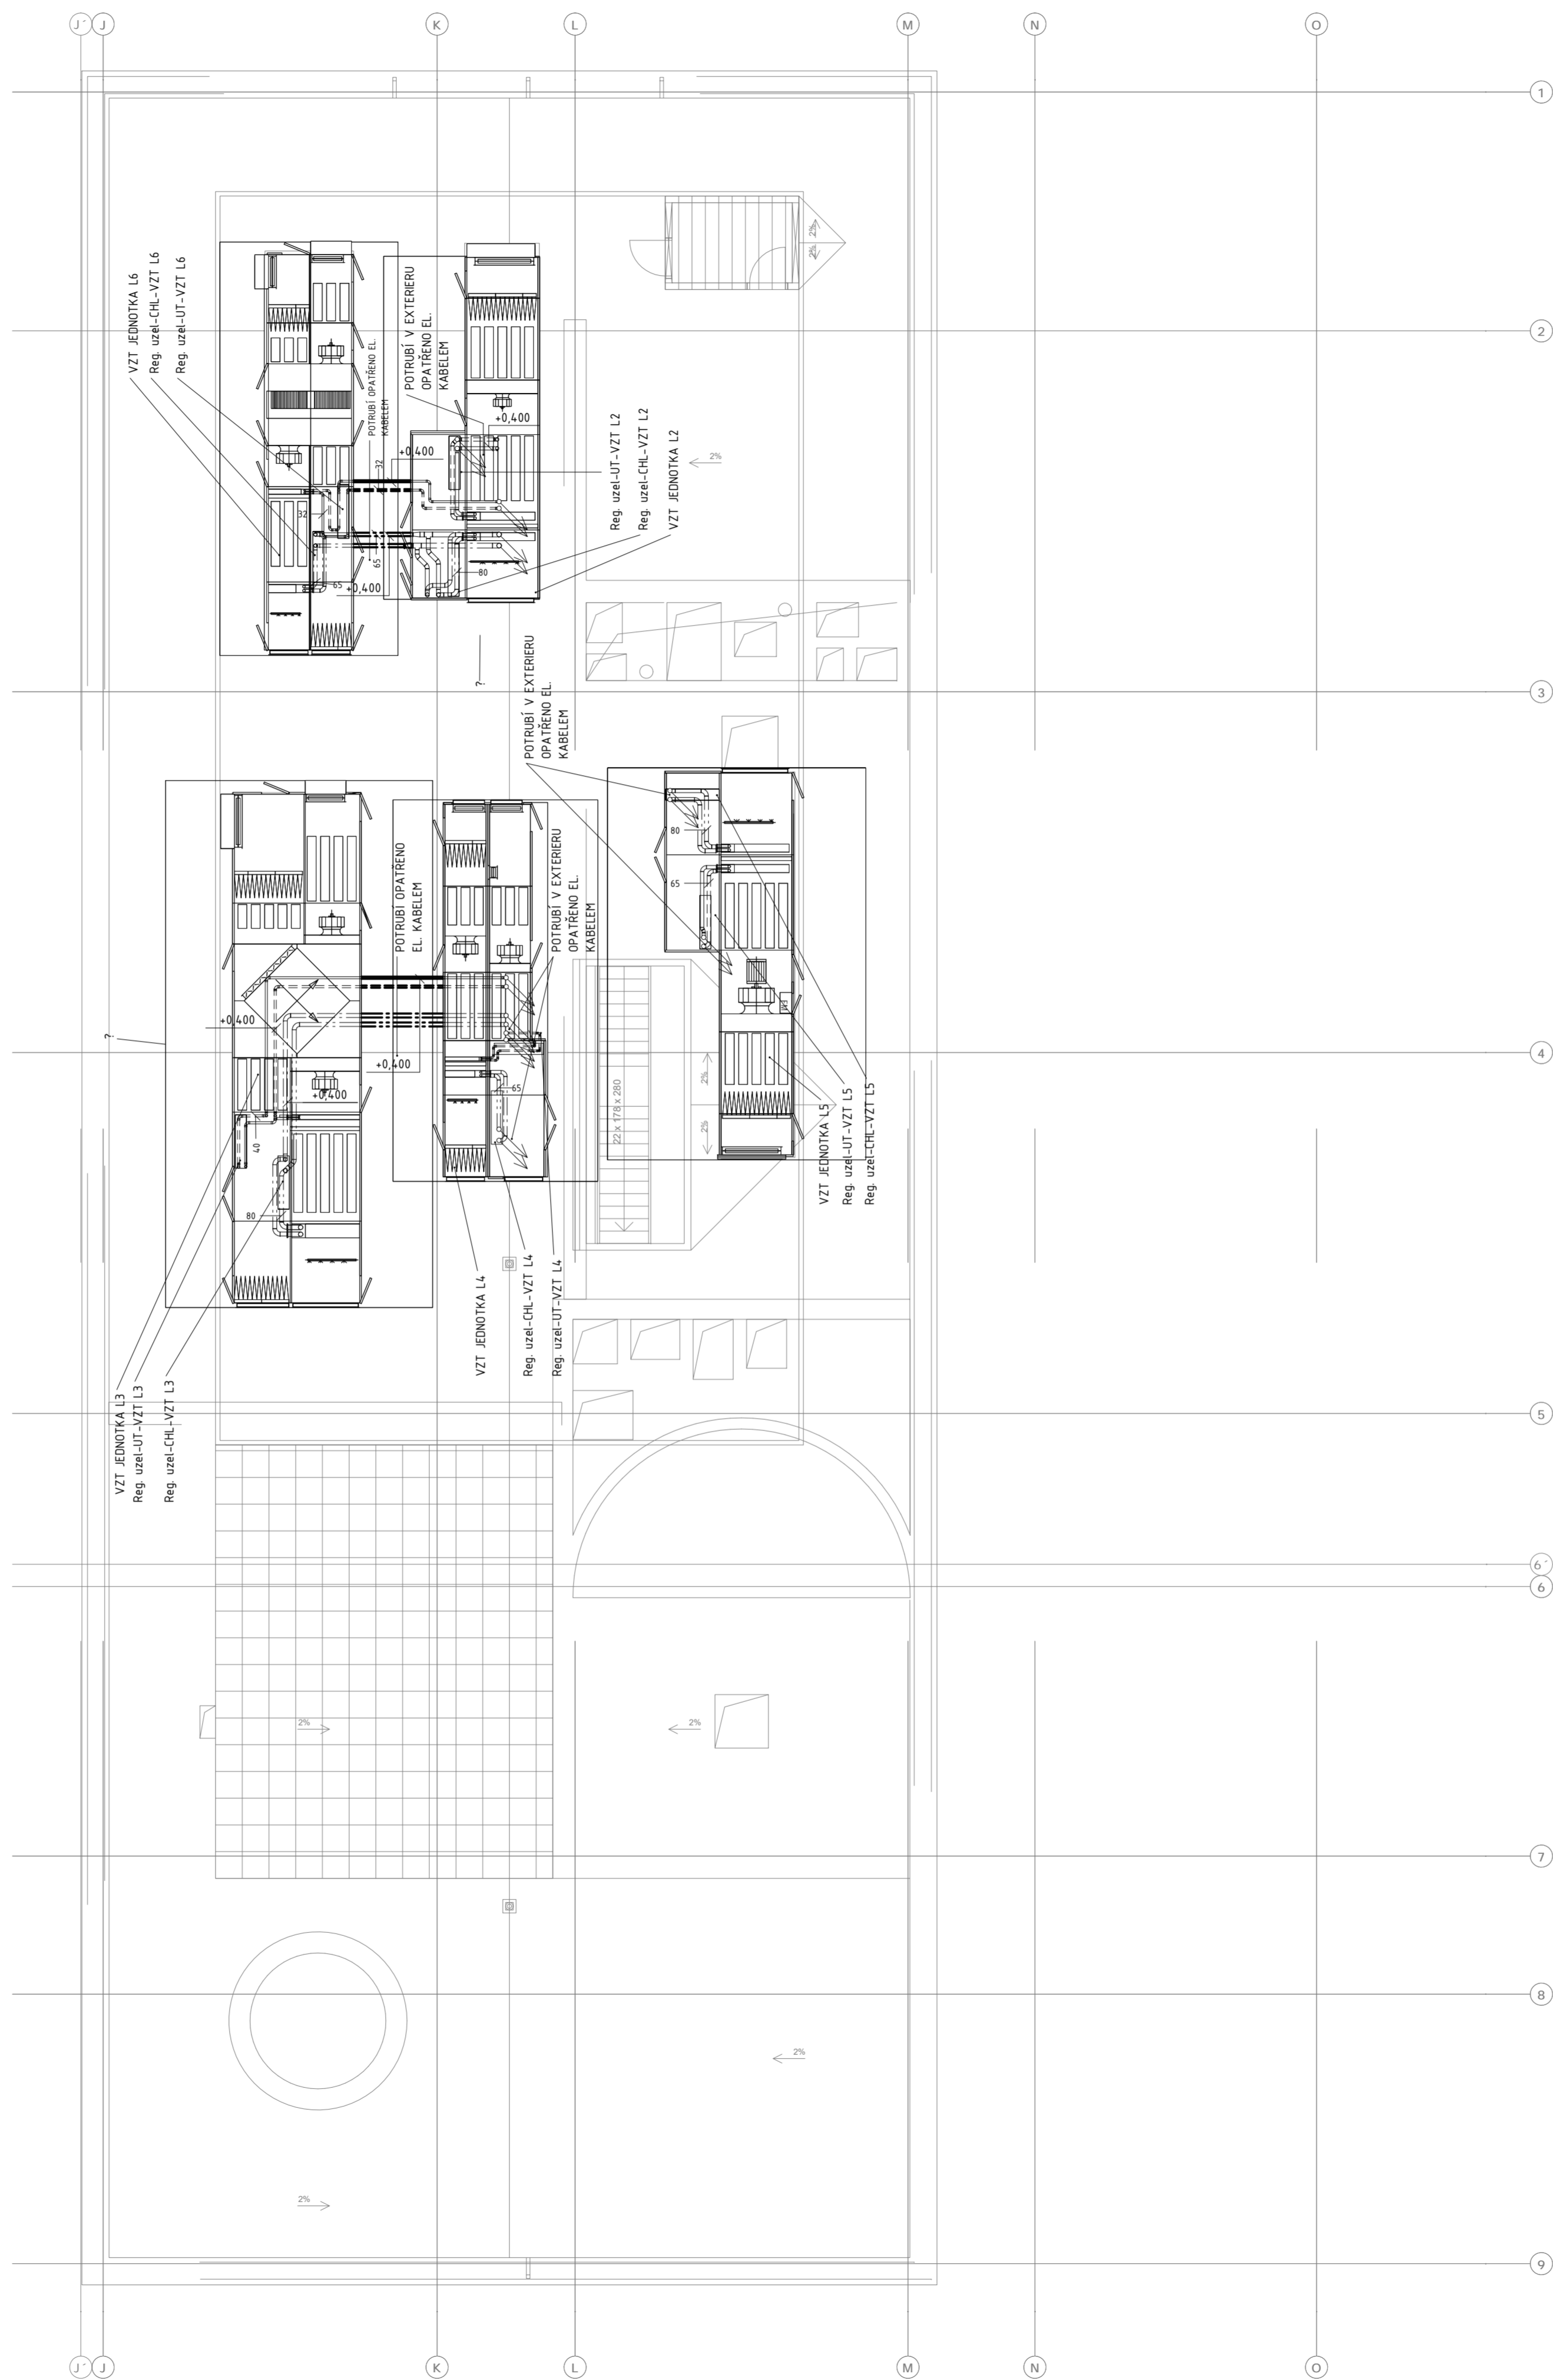 J´
J
K
L
M
N
O
1
2%
2%
VZT JEDNOTKA L6
Reg. uzel-CHL-VZT L6
Reg. uzel-UT-VZT L6
POTRUBÍ OPATŘENO EL.
KABELEM
POTRUBÍ V EXTERIERU
OPATŘENO EL.
KABELEM
2
+0,400
+0,400
32
32
65
65
+0,400
80
Reg. uzel-UT-VZT L2
Reg. uzel-CHL-VZT L2
VZT JEDNOTKA L2
2%
?
POTRUBÍ V EXTERIERU
OPATŘENO EL.
KABELEM
3
80
65
POTRUBÍ OPATŘENO
EL. KABELEM
POTRUBÍ V EXTERIERU
OPATŘENO EL.
KABELEM
?
+0,400
+0,400
+0,400
4
65
40
80
22 x 178 x 280
2%
2%
VZT JEDNOTKA L5
Reg. uzel-UT-VZT L5
Reg. uzel-CHL-VZT L5
VZT JEDNOTKA L4
Reg. uzel-CHL-VZT L4
Reg. uzel-UT-VZT L4
VZT JEDNOTKA L3
Reg. uzel-UT-VZT L3
Reg. uzel-CHL-VZT L3
5
6´
6
2%
2%
7
8
2%
2%
9
J´
J
K
L
M
N
O